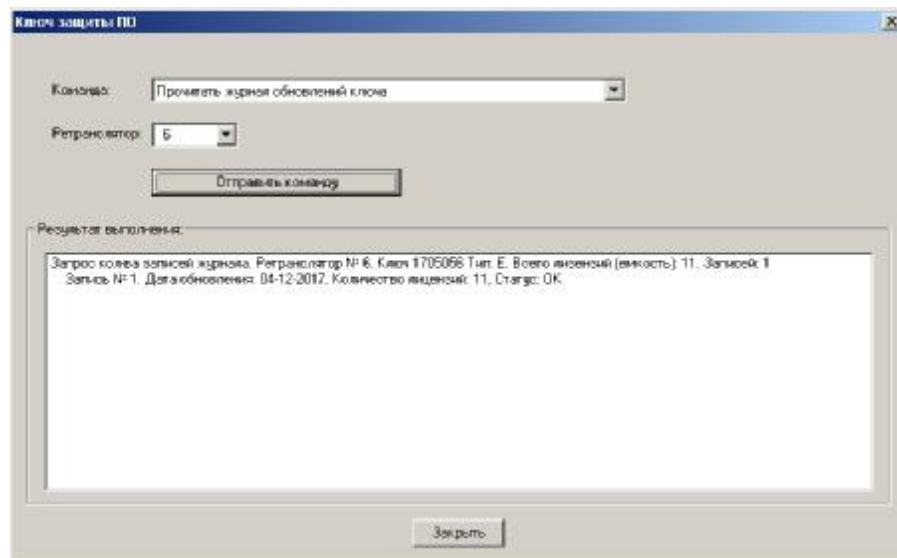 Ключ защиты ПО
Команда:
Прочитать журнал обновлений ключа
Ретранслятор:
6
Отправить команду
Результат выполнения:
Запрос кол-ва записей журнала. Ретранслятор № 6. Ключ 1705056 Тип: E. Всего лицензий (емкость): 11. Записей: 1
Запись № 1. Дата обновления: 04-12-2017. Количество лицензий: 11, Статус: OK
Закрыть